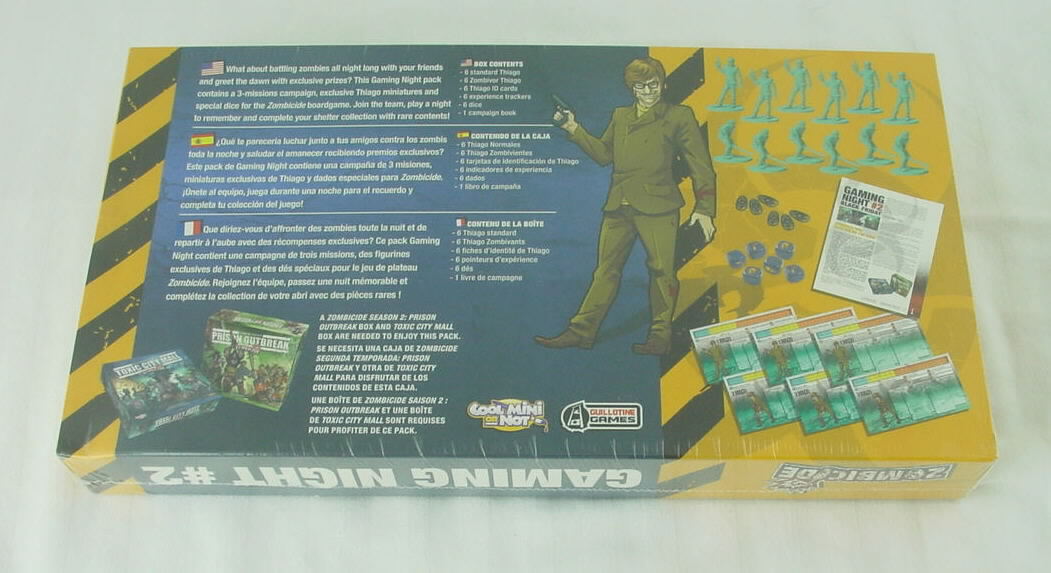 What about battling zombies all night long with your friends
and greet the dawn with exclusive prizes? This Gaming Night pack
contains a 3-missions campaign, exclusive Thiago miniatures and
special dice for the Zombicide boardgame. Join the team, play a night
to remember and complete your shelter collection with rare contents!
¿Qué te parecería luchar junto a tus amigos contra los zombis
toda la noche y saludar el amanecer recibiendo premios exclusivos?
Este pack de Gaming Night contiene una campaña de 3 misiones,
miniaturas exclusivas de Thiago y dados especiales para Zombicide.
¡Únete al equipo, juega durante una noche para el recuerdo y
completa tu colección del juego!
Que diriez-vous d'affronter des zombies toute la nuit et de
repartir à l'aube avec des récompenses exclusives? Ce pack Gaming
Night contient une campagne de trois missions, des figurines
exclusives de Thiago et des dés spéciaux pour le jeu de plateau
Zombicide. Rejoignez l'équipe, passez une nuit mémorable et
complétez la collection de votre abri avec des pièces rares !
BOX CONTENTS
- 6 standard Thiago
- 6 Zombivor Thiago
- 6 Thiago ID cards
- 6 experience trackers
- 6 dice
- 1 campaign book
CONTENIDO DE LA CAJA
- 6 Thiago Normales
- 6 Thiago Zombivientes
- 6 tarjetas de identificación de Thiago
- 6 indicadores de experiencia
- 6 dados
- 1 libro de campaña
CONTENU DE LA BOÎTE
- 6 Thiago standard
- 6 Thiago Zombivants
- 6 fiches d'identité de Thiago
- 6 pointeurs d'expérience
- 6 dés
- 1 livre de campagne
A ZOMBICIDE SEASON 2: PRISON
OUTBREAK BOX AND TOXIC CITY MALL
BOX ARE NEEDED TO ENJOY THIS PACK.
SE NECESITA UNA CAJA DE ZOMBICIDE
SEGUNDA TEMPORADA: PRISON
OUTBREAK Y OTRA DE TOXIC CITY
MALL PARA DISFRUTAR DE LOS
CONTENIDOS DE ESTA CAJA.
UNE BOÎTE DE ZOMBICIDE SAISON 2 :
PRISON OUTBREAK ET UNE BOÎTE
DE TOXIC CITY MALL SONT REQUISES
POUR PROFITER DE CE PACK.
PRISON OUTBREAK
TOXIC CITY MALL
TOXIC CITY MALL
COOL MINI
OR
NOT
GUILLOTINE
GAMES
GAMING
NIGHT #2
BLACK FRIDAY
1
GAMING NIGHT #2
ZOMBICIDE